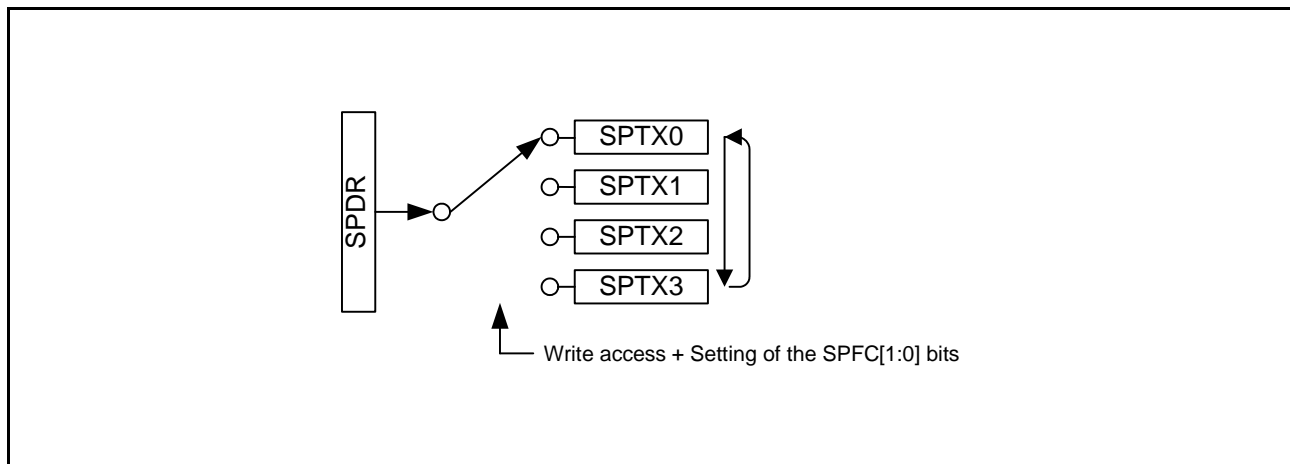 SPDR
SPTX0
SPTX1
SPTX2
SPTX3
Write access + Setting of the SPFC[1:0] bits